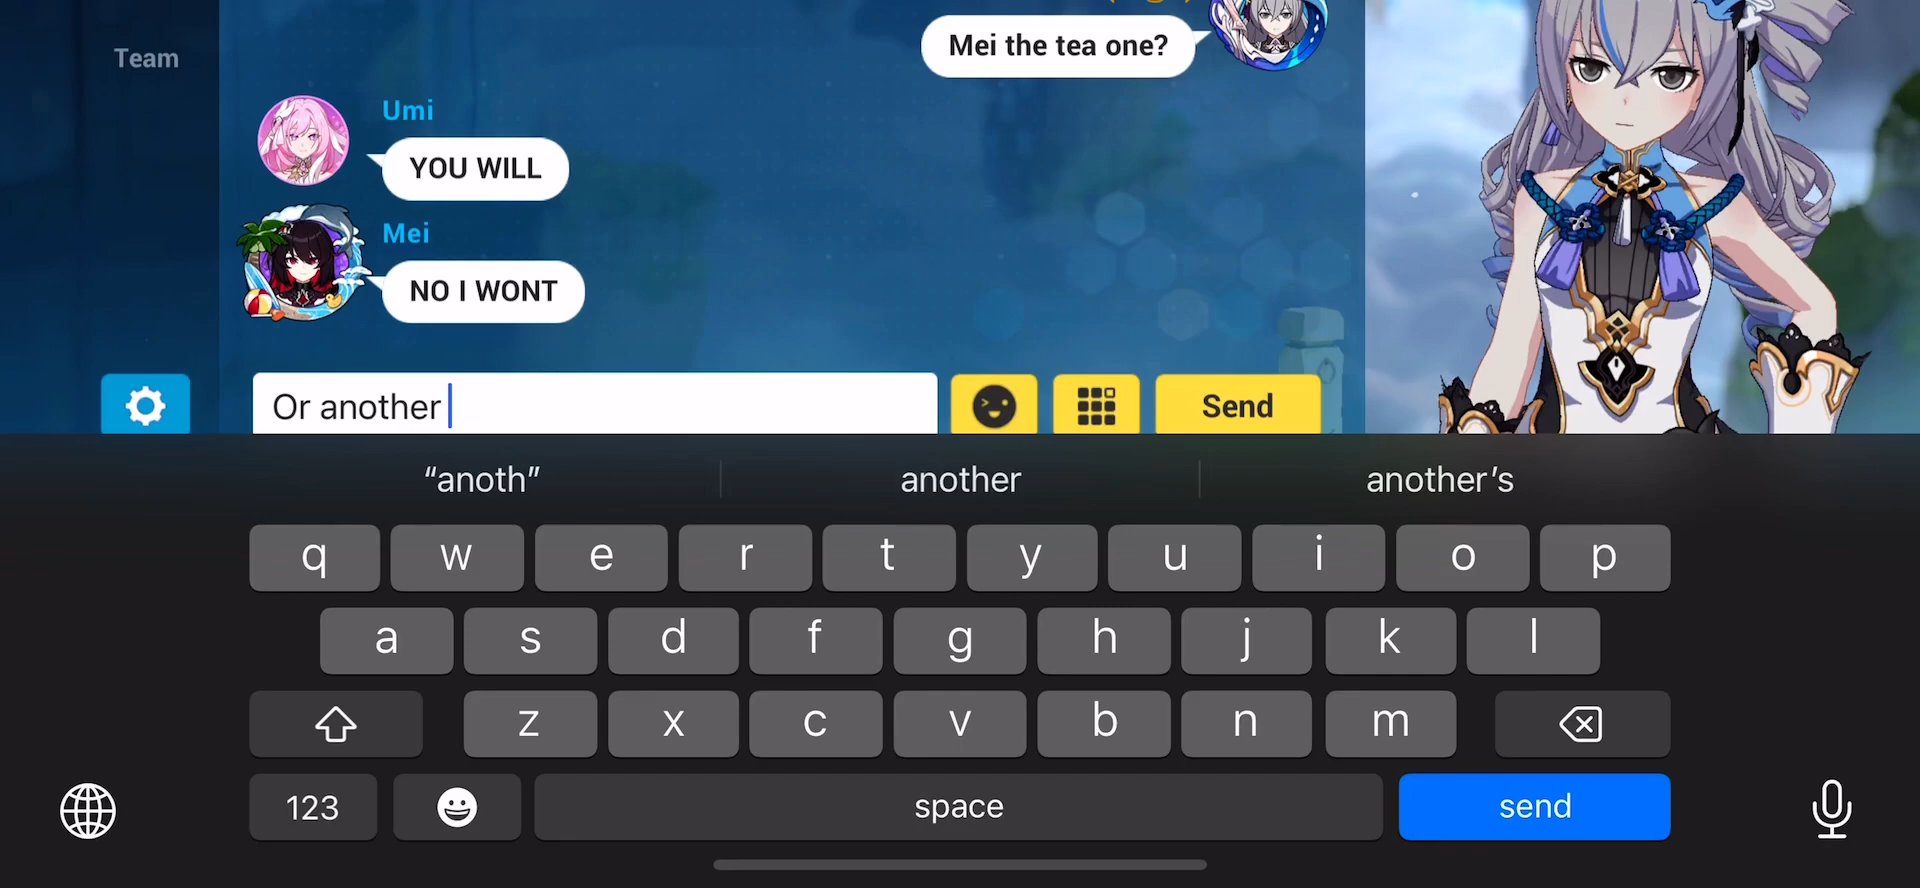 Team
Mei the tea one?
Umi
YOU WILL
Mei
NO I WONT
Or another
Send
“anoth”
another
another’s
q w e r t y u i o p
a s d f g h j k l
z x c v b n m
123
space
send